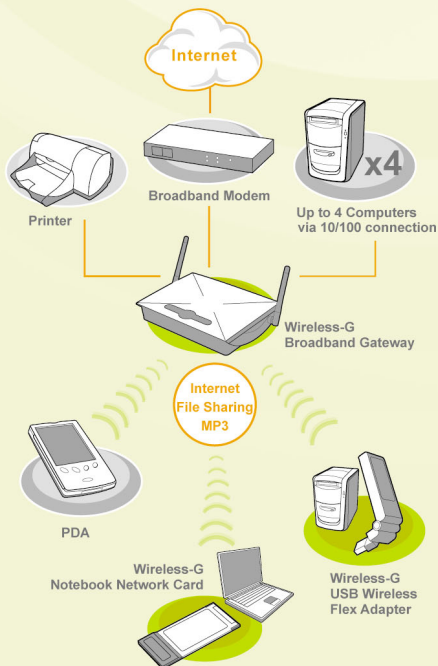 Internet
Printer
Broadband Modem
x4
Up to 4 Computers
via 10/100 connection
Wireless-G
Broadband Gateway
Internet
File Sharing
MP3
PDA
Wireless-G
Notebook Network Card
Wireless-G
USB Wireless
Flex Adapter